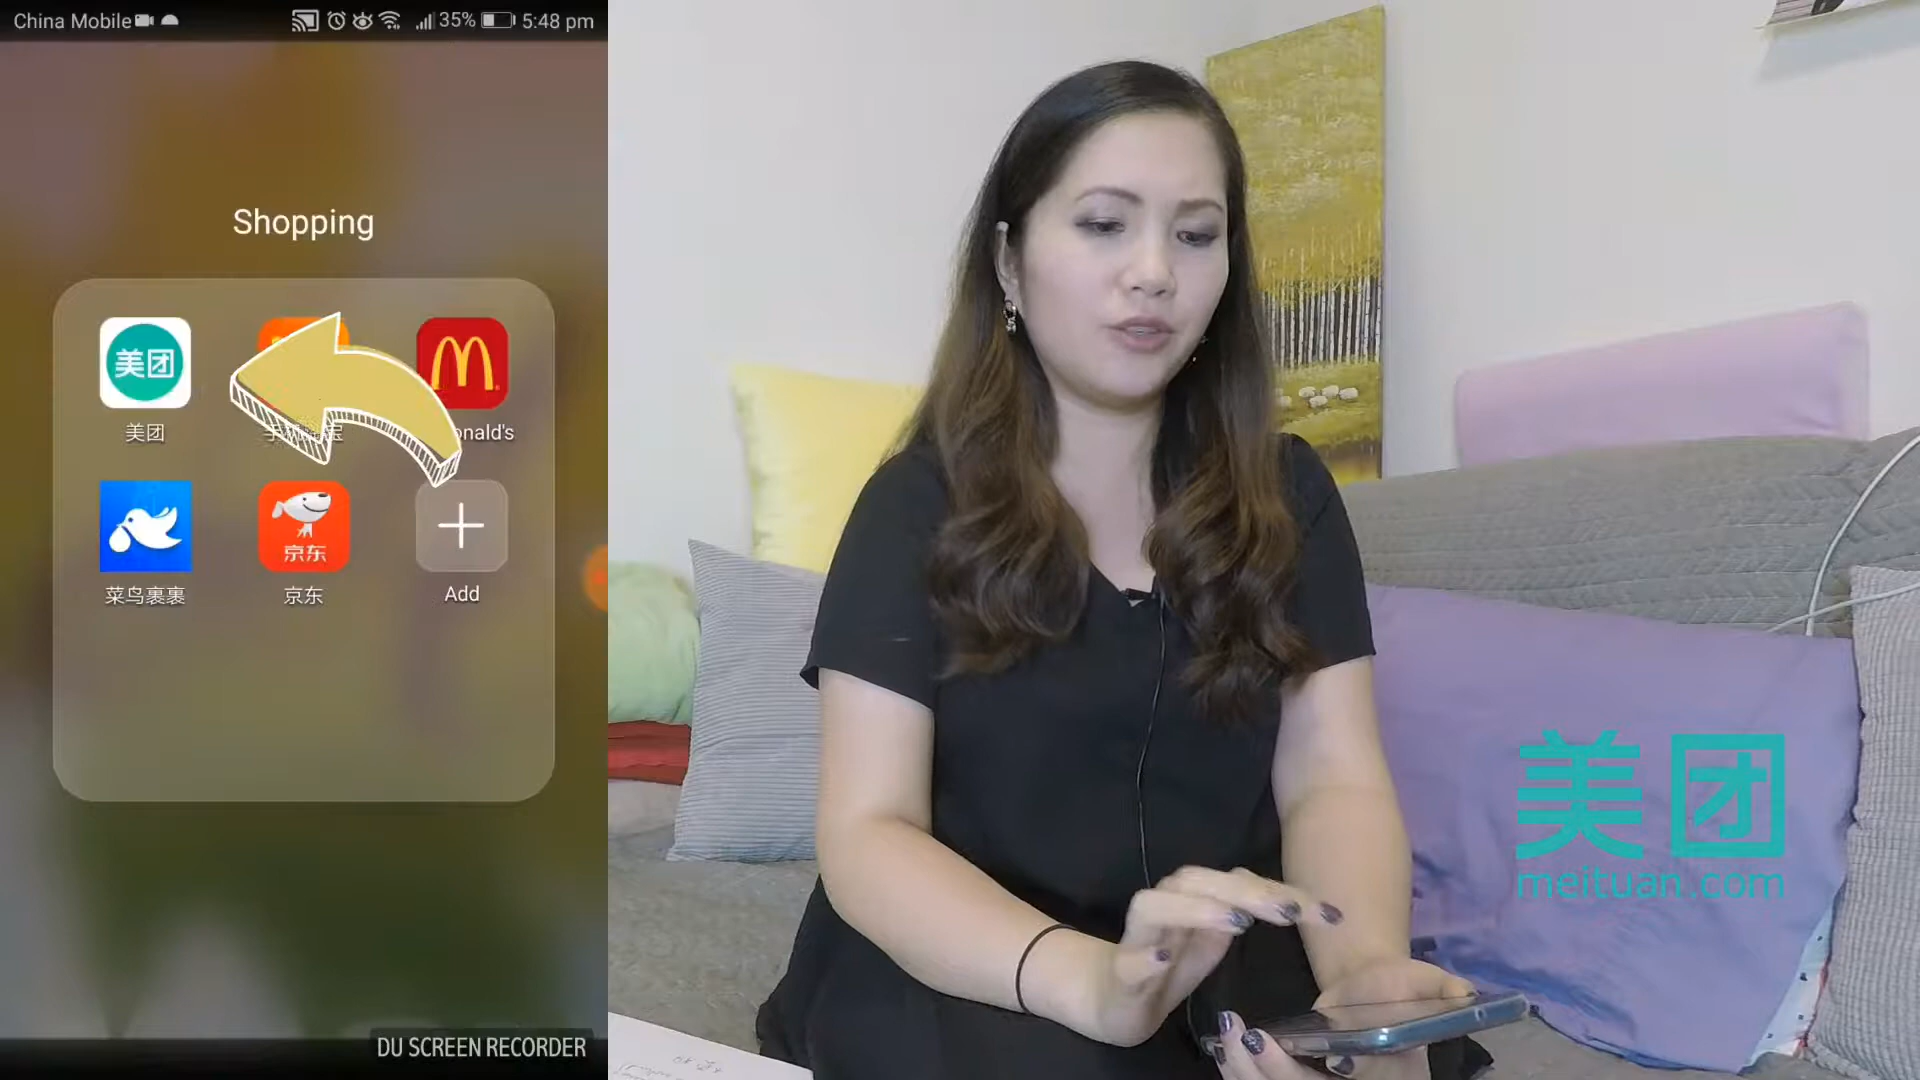 China Mobile
35%
5:48 pm
Shopping
美团
美团
onald's
菜鸟裹裹
京东
京东
Add
DU SCREEN RECORDER
美团
meituan.com